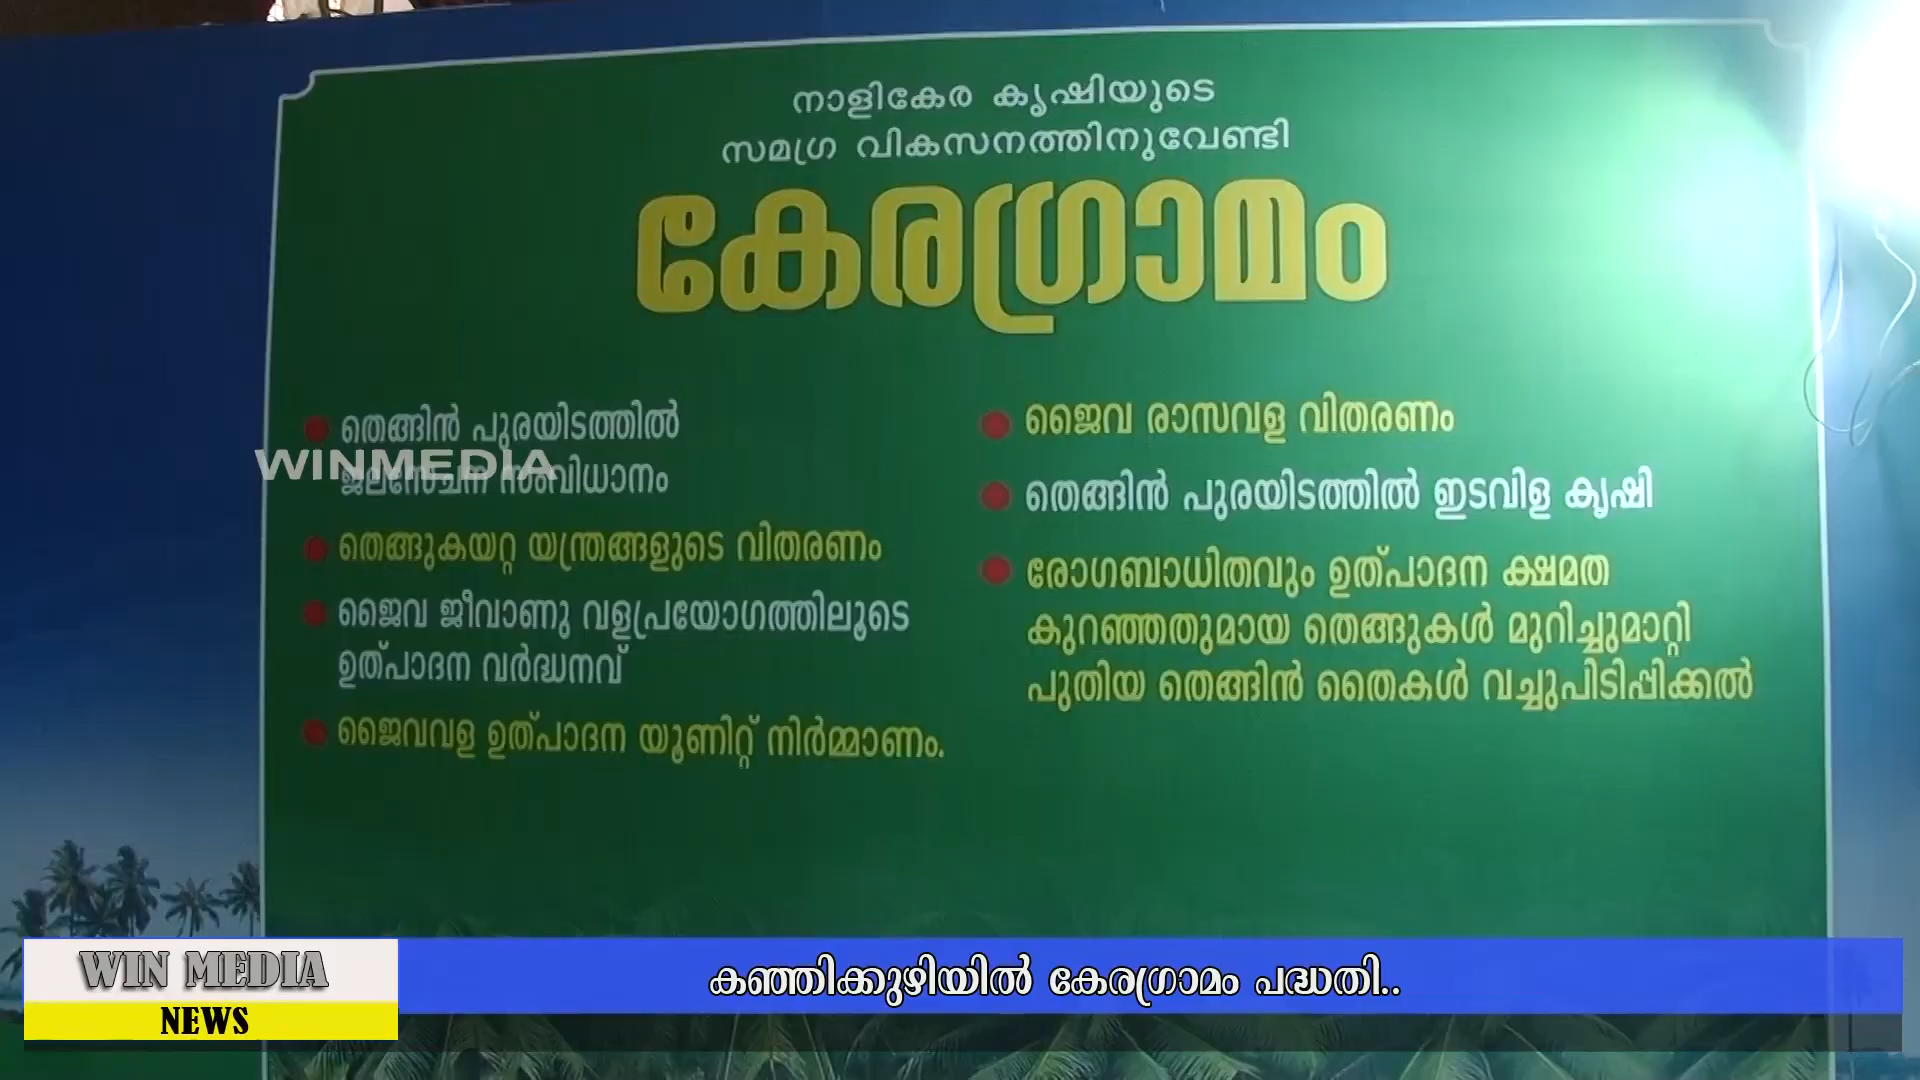 നാളികേര കൃഷിയുടെ
സമഗ്ര വികസനത്തിനുവേണ്ടി
കേരഗ്രാമം
തെങ്ങിൻ പുരയിടത്തിൽ
ജലസേചന സംവിധാനം
WINMEDIA
തെങ്ങുകയറ്റ യന്ത്രങ്ങളുടെ വിതരണം
ജൈവ ജീവാണു വളപ്രയോഗത്തിലൂടെ
ഉത്പാദന വർദ്ധനവ്
ജൈവവള ഉത്പാദന യൂണിറ്റ് നിർമ്മാണം.
ജൈവ രാസവള വിതരണം
തെങ്ങിൻ പുരയിടത്തിൽ ഇടവിള കൃഷി
രോഗബാധിതവും ഉത്പാദന ക്ഷമത
കുറഞ്ഞതുമായ തെങ്ങുകൾ മുറിച്ചുമാറ്റി
പുതിയ തെങ്ങിൻ തൈകൾ വച്ചുപിടിപ്പിക്കൽ
WIN MEDIA
NEWS
കഞ്ഞിക്കുഴിയിൽ കേരഗ്രാമം പദ്ധതി..